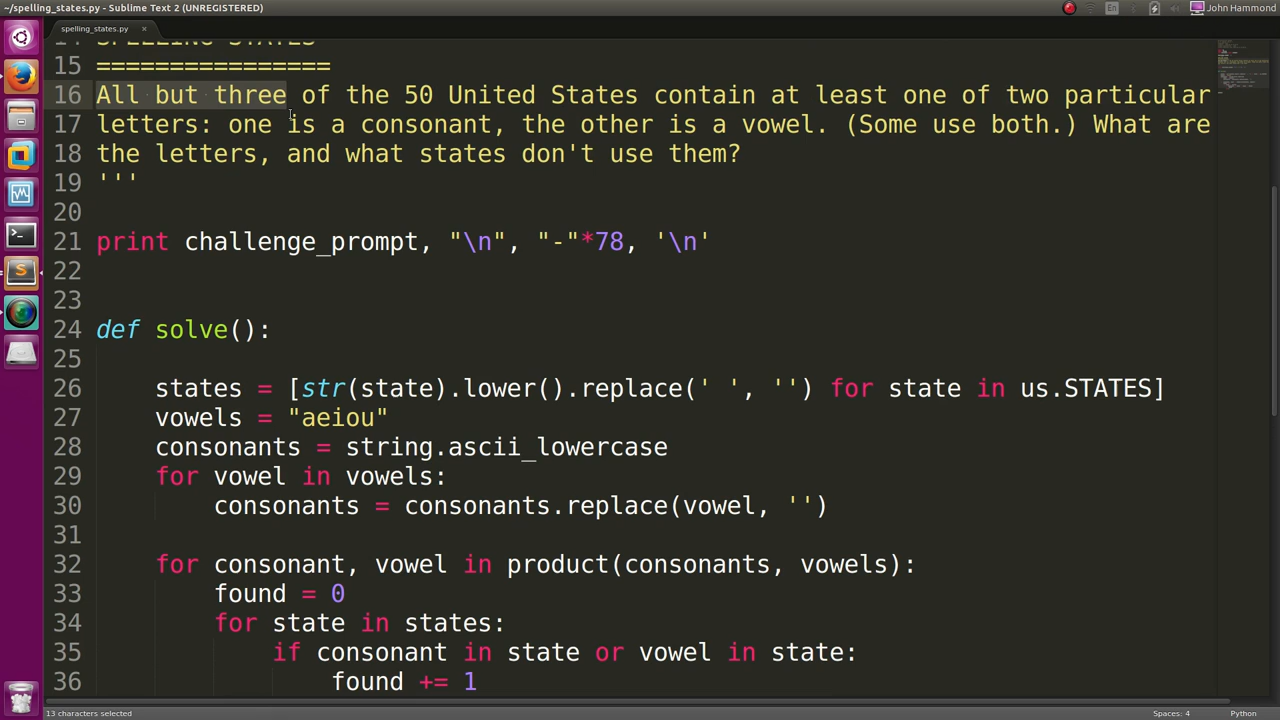 ~/spelling_states.py - Sublime Text 2 (UNREGISTERED)
En
John Hammond
spelling_states.py ×
14 SPELLING STATES
15 ================
16 All but three of the 50 United States contain at least one of two particular
17 letters: one is a consonant, the other is a vowel. (Some use both.) What are
18 the letters, and what states don't use them?
19 '''
20
21 print challenge_prompt, "\n", "-"*78, '\n'
22
23
24 def solve():
25
26 states = [str(state).lower().replace(' ', '') for state in us.STATES]
27 vowels = "aeiou"
28 consonants = string.ascii_lowercase
29 for vowel in vowels:
30 consonants = consonants.replace(vowel, '')
31
32 for consonant, vowel in product(consonants, vowels):
33 found = 0
34 for state in states:
35 if consonant in state or vowel in state:
36 found += 1
13 characters selected
Spaces: 4
Python